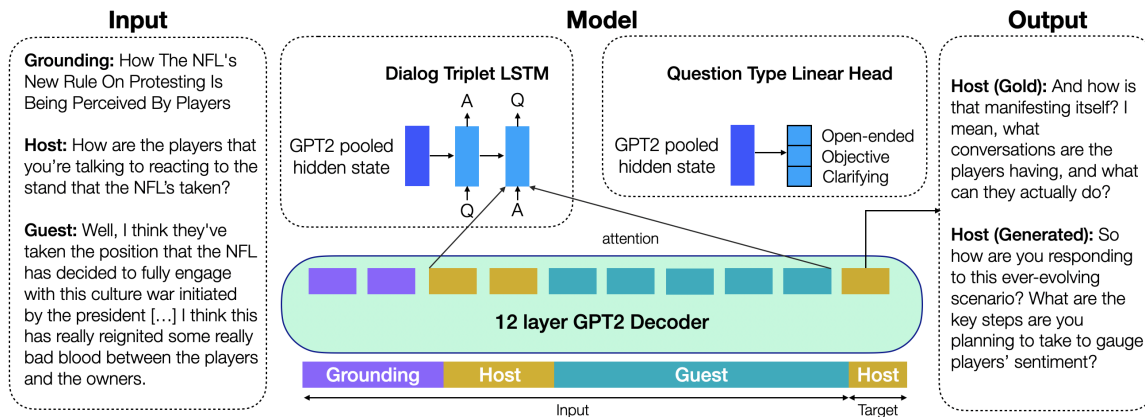 Input
Grounding: How The NFL's
New Rule On Protesting Is
Being Perceived By Players
Host: How are the players that
you're talking to reacting to the
stand that the NFL's taken?
Guest: Well, I think they've
taken the position that the NFL
has decided to fully engage
with this culture war initiated
by the president [...] I think this
has really reignited some really
bad blood between the players
and the owners.
Model
Dialog Triplet LSTM
A
Q
GPT2 pooled
hidden state
Q
A
Question Type Linear Head
GPT2 pooled
hidden state
Open-ended
Objective
Clarifying
attention
12 layer GPT2 Decoder
Grounding
Host
Guest
Host
Input
Target
Output
Host (Gold): And how is
that manifesting itself? I
mean, what
conversations are the
players having, and what
can they actually do?
Host (Generated): So
how are you responding
to this ever-evolving
scenario? What are the
key steps are you
planning to take to gauge
players' sentiment?